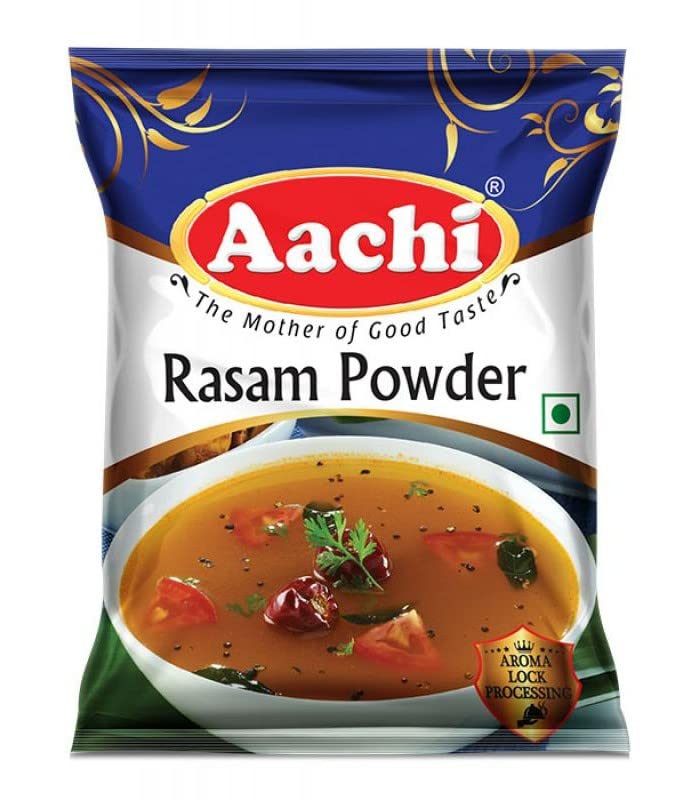 Aachi®
The Mother of Good Taste
Rasam Powder
AROMA
LOCK
PROCESSING